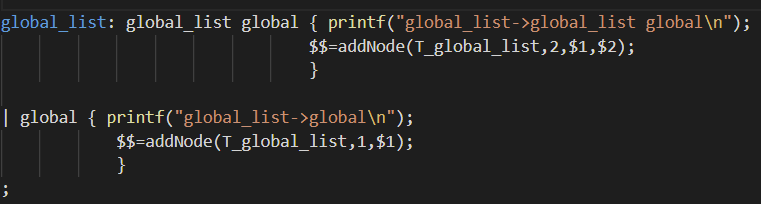 global_list: global_list global { printf("global_list->global_list global\n");
$$=addNode(T_global_list,2,$1,$2);
}
| global { printf("global_list->global\n");
$$=addNode(T_global_list,1,$1);
}
;